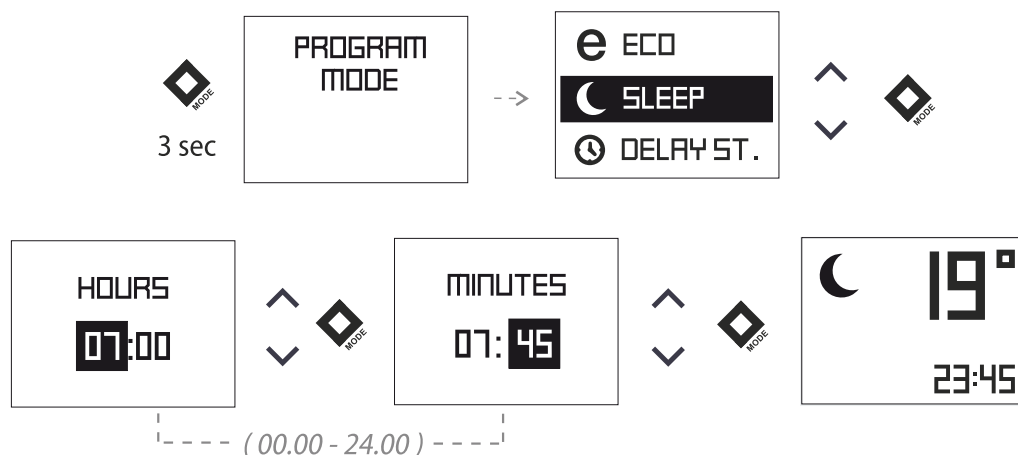 PROGRAM
MODE
MODE
3 sec
e ECO
SLEEP
DELAY ST.
MODE
HOURS
07:00
MODE
MINUTES
07:45
MODE
19°
23:45
( 00.00 - 24.00 )